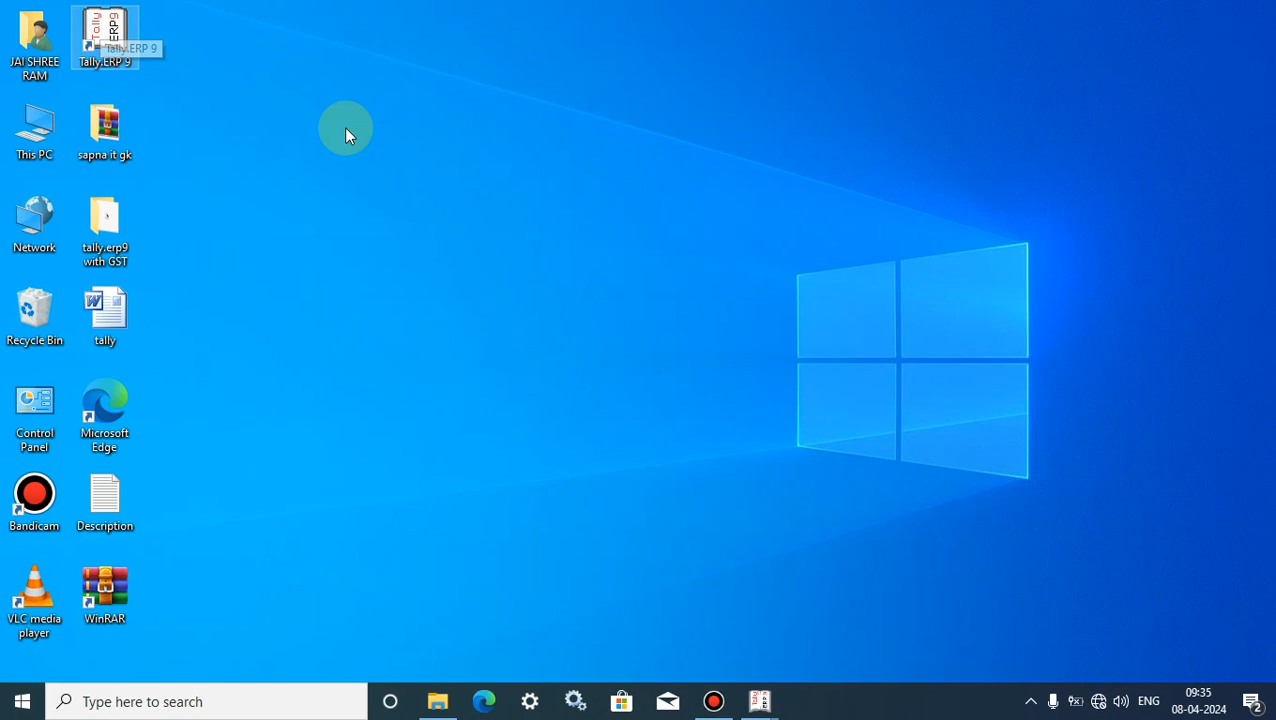 JAI SHREE
RAM
Tally.ERP 9
Tally.ERP 9
This PC
sapna it gk
Network
tally.erp9
with GST
Recycle Bin
tally
Control
Panel
Microsoft
Edge
Bandicam
Description
VLC media
player
WinRAR
Type here to search
ENG
09:35
08-04-2024
2